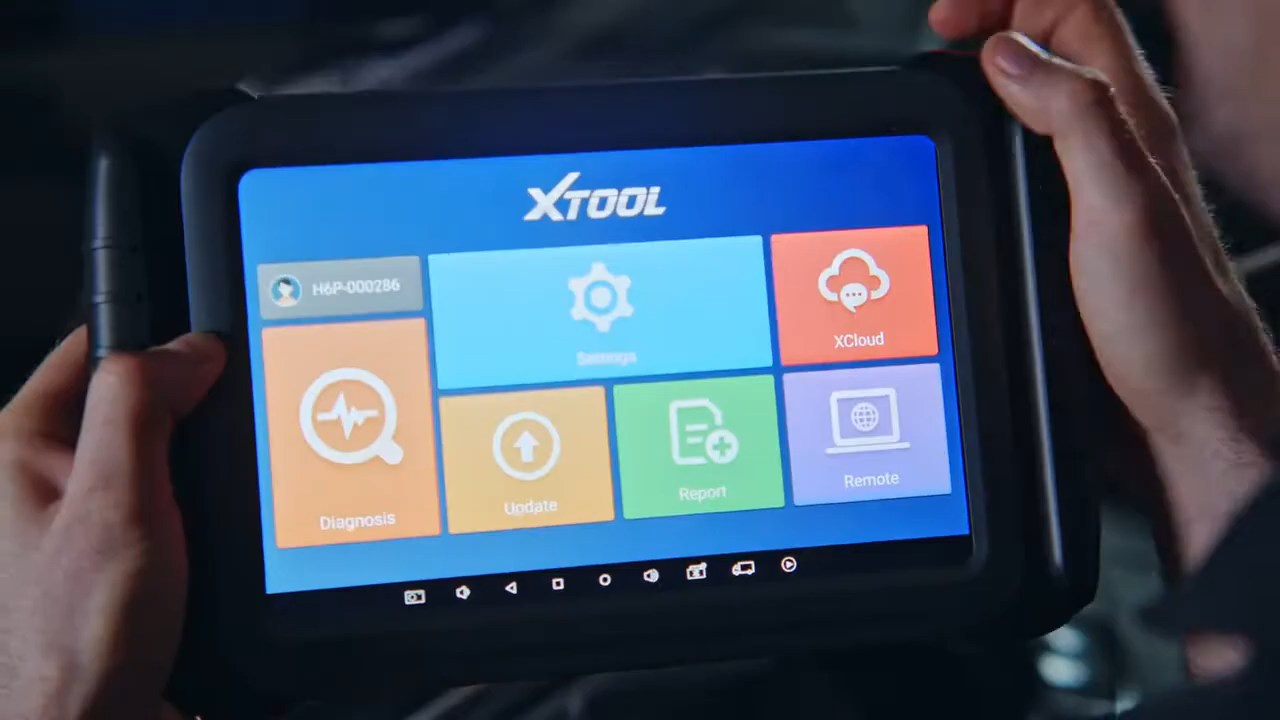 XTOOL
H6P-000286
XCloud
Diagnosis
Update
Report
Remote